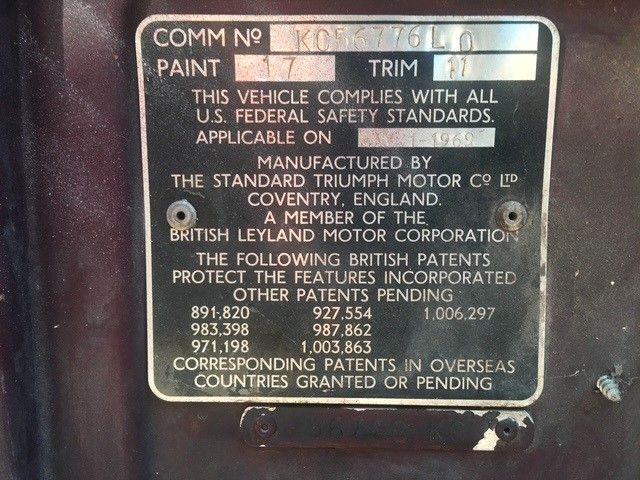 COMM Nº KC56776L O
PAINT 17 TRIM 11
THIS VEHICLE COMPLIES WITH ALL
U.S. FEDERAL SAFETY STANDARDS.
APPLICABLE ON 1-1969
MANUFACTURED BY
THE STANDARD TRIUMPH MOTOR Cº LTD
COVENTRY, ENGLAND.
A MEMBER OF THE
BRITISH LEYLAND MOTOR CORPORATION
THE FOLLOWING BRITISH PATENTS
PROTECT THE FEATURES INCORPORATED
OTHER PATENTS PENDING
891,820 927,554 1,006,297
983,398 987,862
971,198 1,003,863
CORRESPONDING PATENTS IN OVERSEAS
COUNTRIES GRANTED OR PENDING